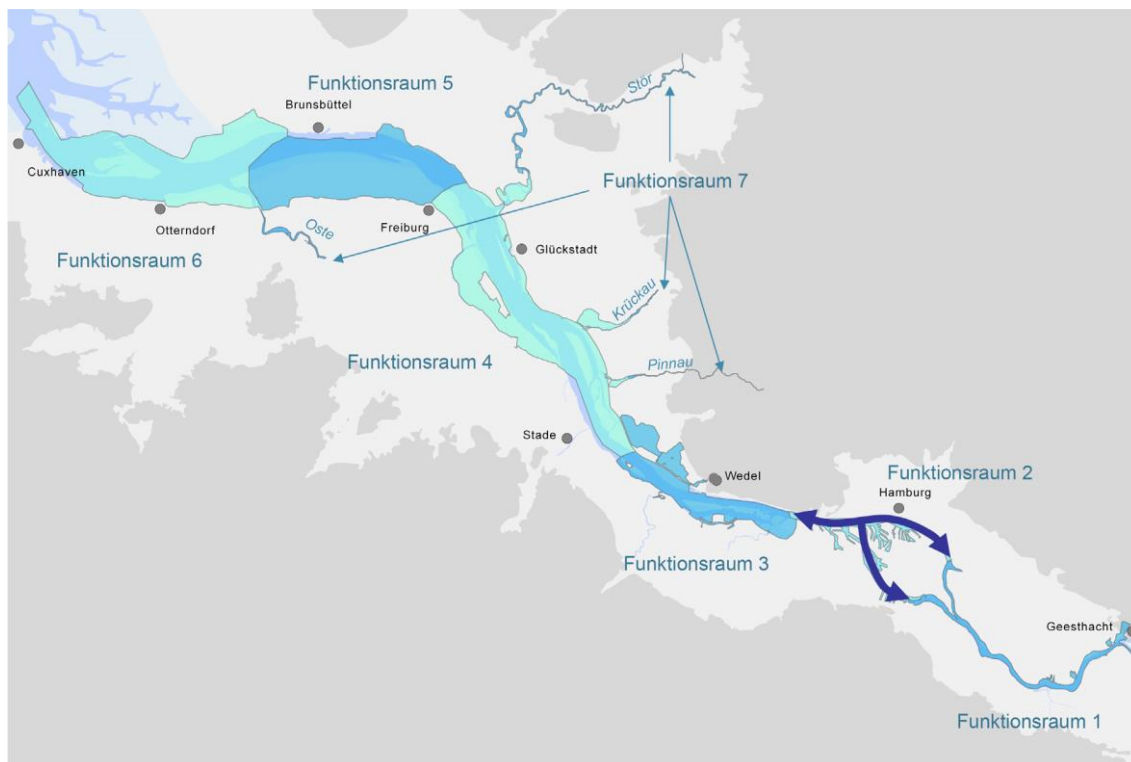 Funktionsraum 5
Brunsbüttel
Stör
Cuxhaven
Funktionsraum 7
Otterndorf
Oste
Freiburg
Glückstadt
Funktionsraum 6
Krückau
Funktionsraum 4
Pinnau
Stade
Wedel
Funktionsraum 2
Hamburg
Funktionsraum 3
Geesthacht
Funktionsraum 1